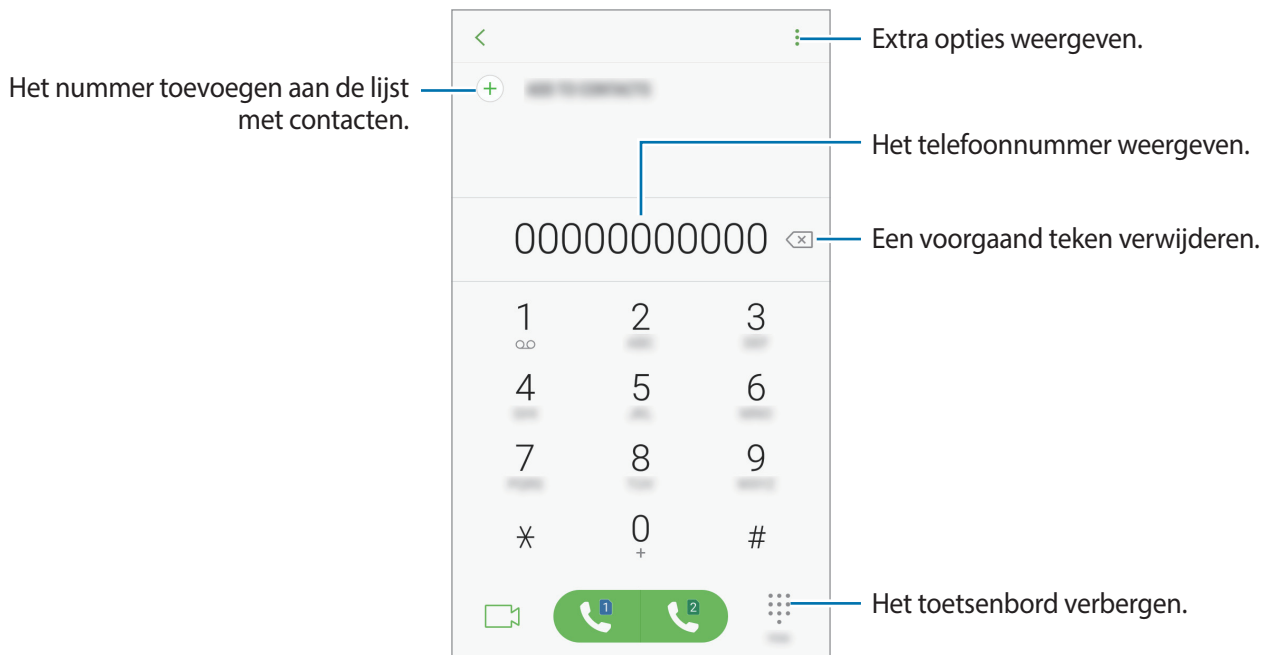 Extra opties weergeven.
Het nummer toevoegen aan de lijst
met contacten.
Het telefoonnummer weergeven.
00000000000
Een voorgaand teken verwijderen.
1 2 3
4 5 6
7 8 9
* 0 #
+
1 2
Het toetsenbord verbergen.